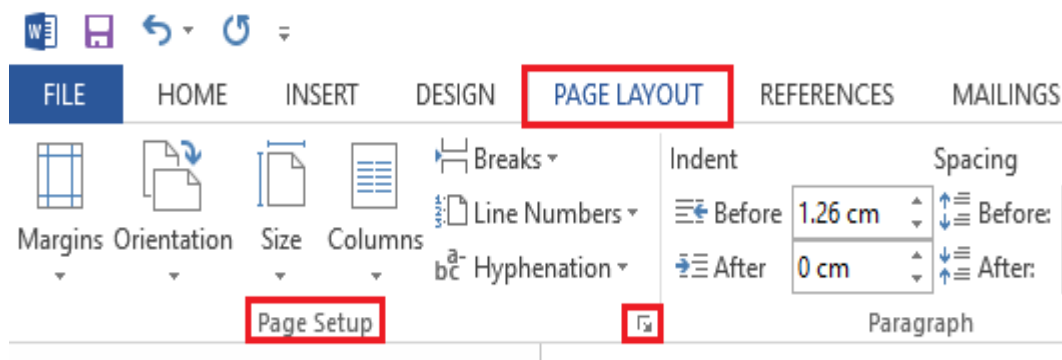 FILE HOME INSERT DESIGN PAGE LAYOUT REFERENCES MAILINGS
Breaks Indent Spacing
Line Numbers Before 1.26 cm Before:
Margins Orientation Size Columns
Hyphenation After 0 cm After:
Page Setup Paragraph